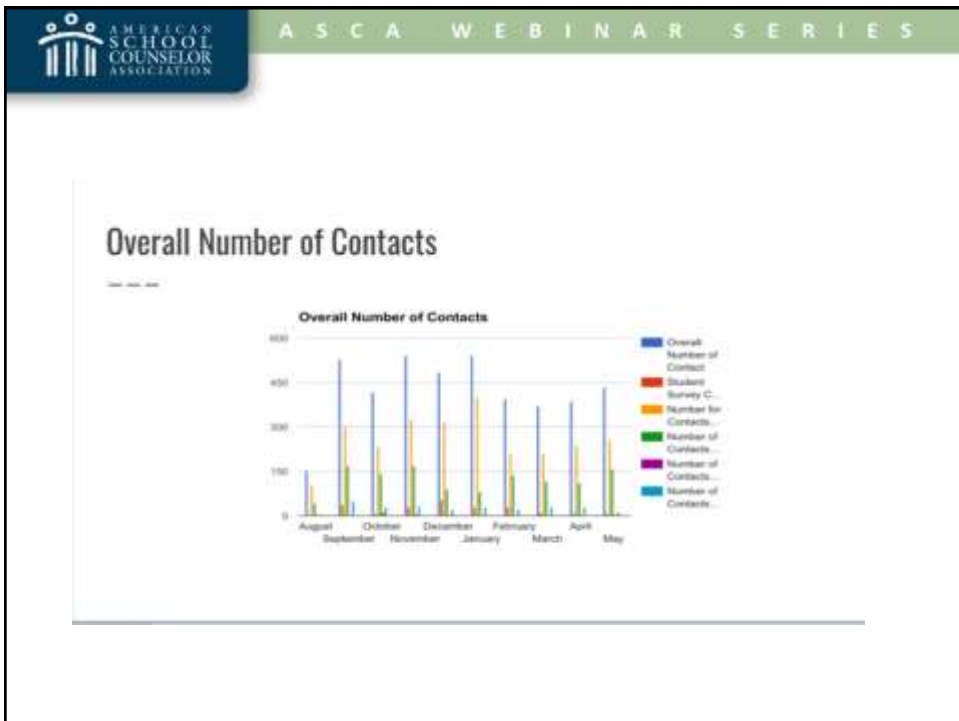 AMERICAN
SCHOOL
COUNSELOR
ASSOCIATION
ASCA WEBINAR SERIES
Overall Number of Contacts
Overall Number of Contacts
600
450
300
150
0
August
September
October
November
December
January
February
March
April
May
Overall
Number of
Contact
Student
Survey C...
Number for
Contacts...
Number of
Contacts...
Number of
Contacts...
Number of
Contacts...